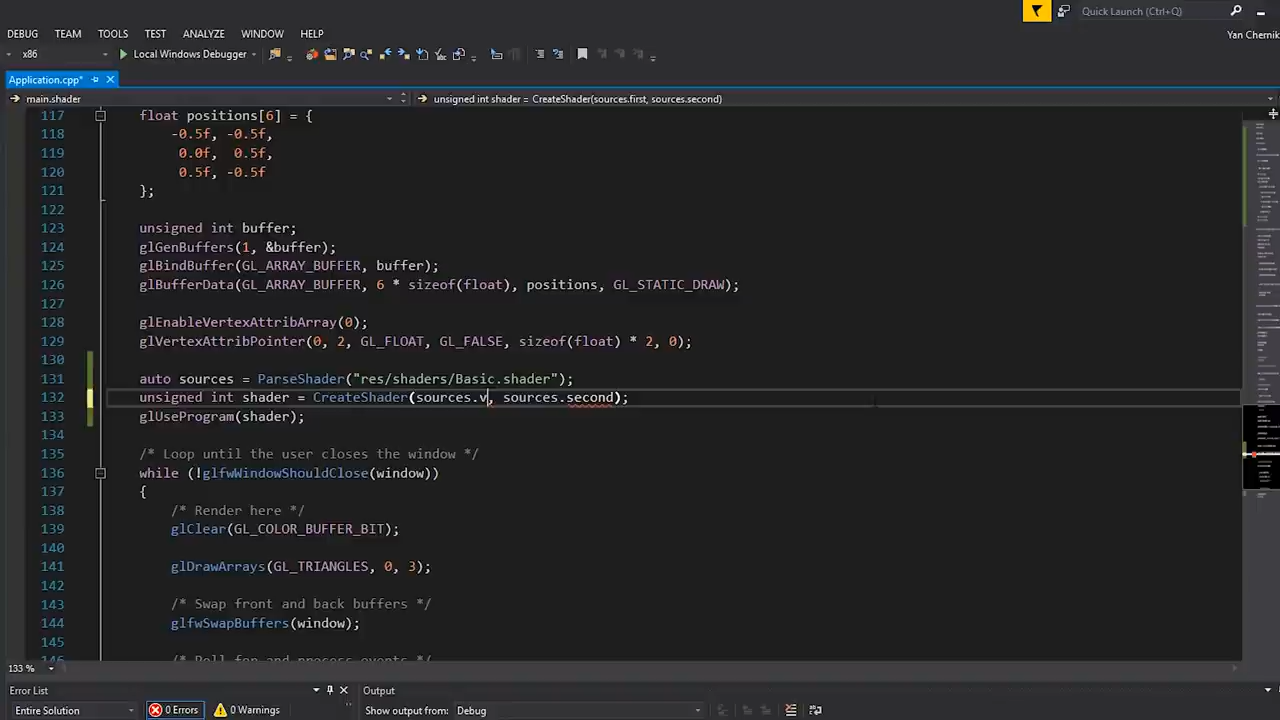 Quick Launch (Ctrl+Q)
DEBUG TEAM TOOLS TEST ANALYZE WINDOW HELP
Yan Chernik
x86 Local Windows Debugger
Application.cpp*
main.shader unsigned int shader = CreateShader(sources.first, sources.second)
117 float positions[6] = {
118 -0.5f, -0.5f,
119 0.0f, 0.5f,
120 0.5f, -0.5f
121 };
122
123 unsigned int buffer;
124 glGenBuffers(1, &buffer);
125 glBindBuffer(GL_ARRAY_BUFFER, buffer);
126 glBufferData(GL_ARRAY_BUFFER, 6 * sizeof(float), positions, GL_STATIC_DRAW);
127
128 glEnableVertexAttribArray(0);
129 glVertexAttribPointer(0, 2, GL_FLOAT, GL_FALSE, sizeof(float) * 2, 0);
130
131 auto sources = ParseShader("res/shaders/Basic.shader");
132 unsigned int shader = CreateShader(sources.v, sources.second);
133 glUseProgram(shader);
134
135 /* Loop until the user closes the window */
136 while (!glfwWindowShouldClose(window))
137 {
138 /* Render here */
139 glClear(GL_COLOR_BUFFER_BIT);
140
141 glDrawArrays(GL_TRIANGLES, 0, 3);
142
143 /* Swap front and back buffers */
144 glfwSwapBuffers(window);
145
146 /* Poll for and process events */
133 %
Error List Output
Entire Solution 0 Errors 0 Warnings Show output from: Debug